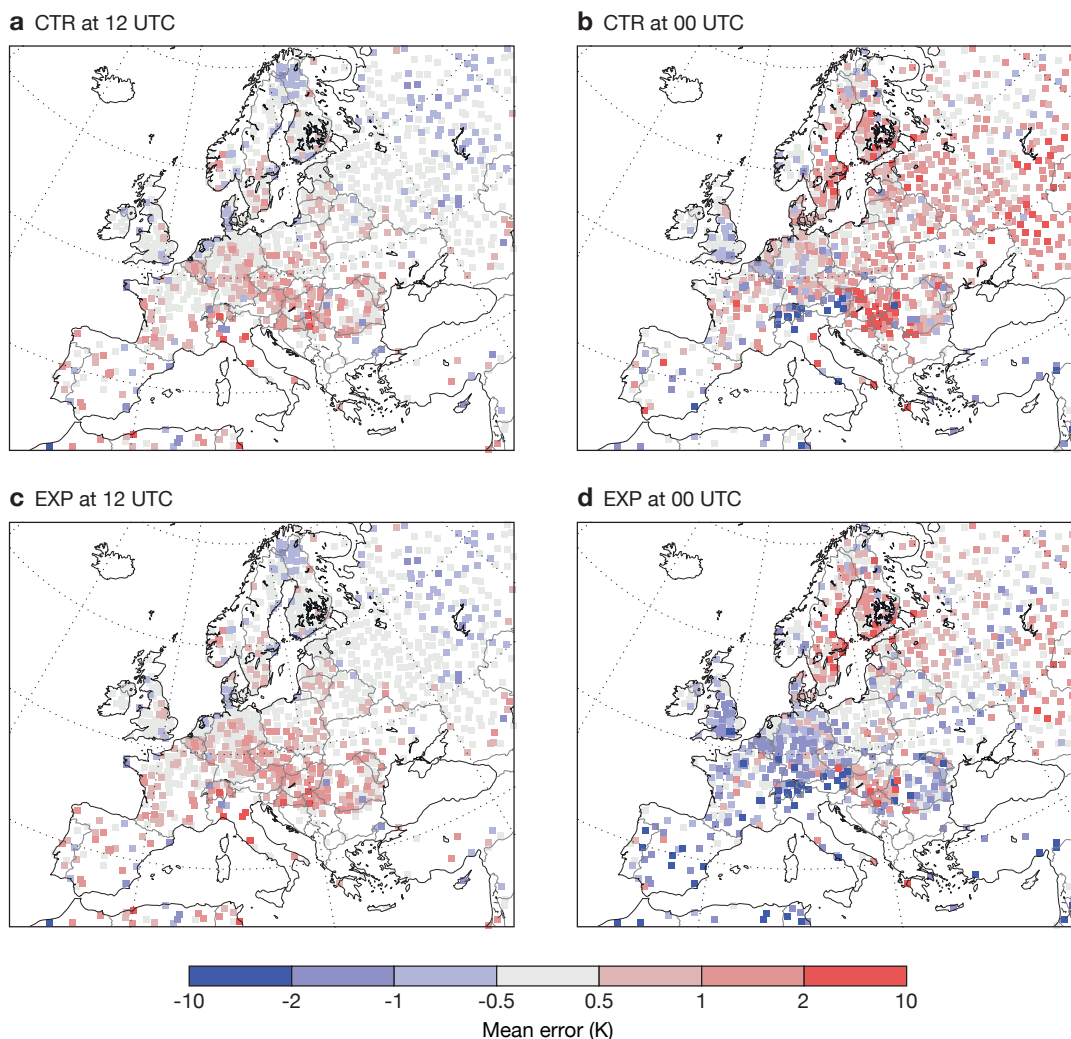 a CTR at 12 UTC
b CTR at 00 UTC
c EXP at 12 UTC
d EXP at 00 UTC
-10 -2 -1 -0.5 0.5 1 2 10
Mean error (K)